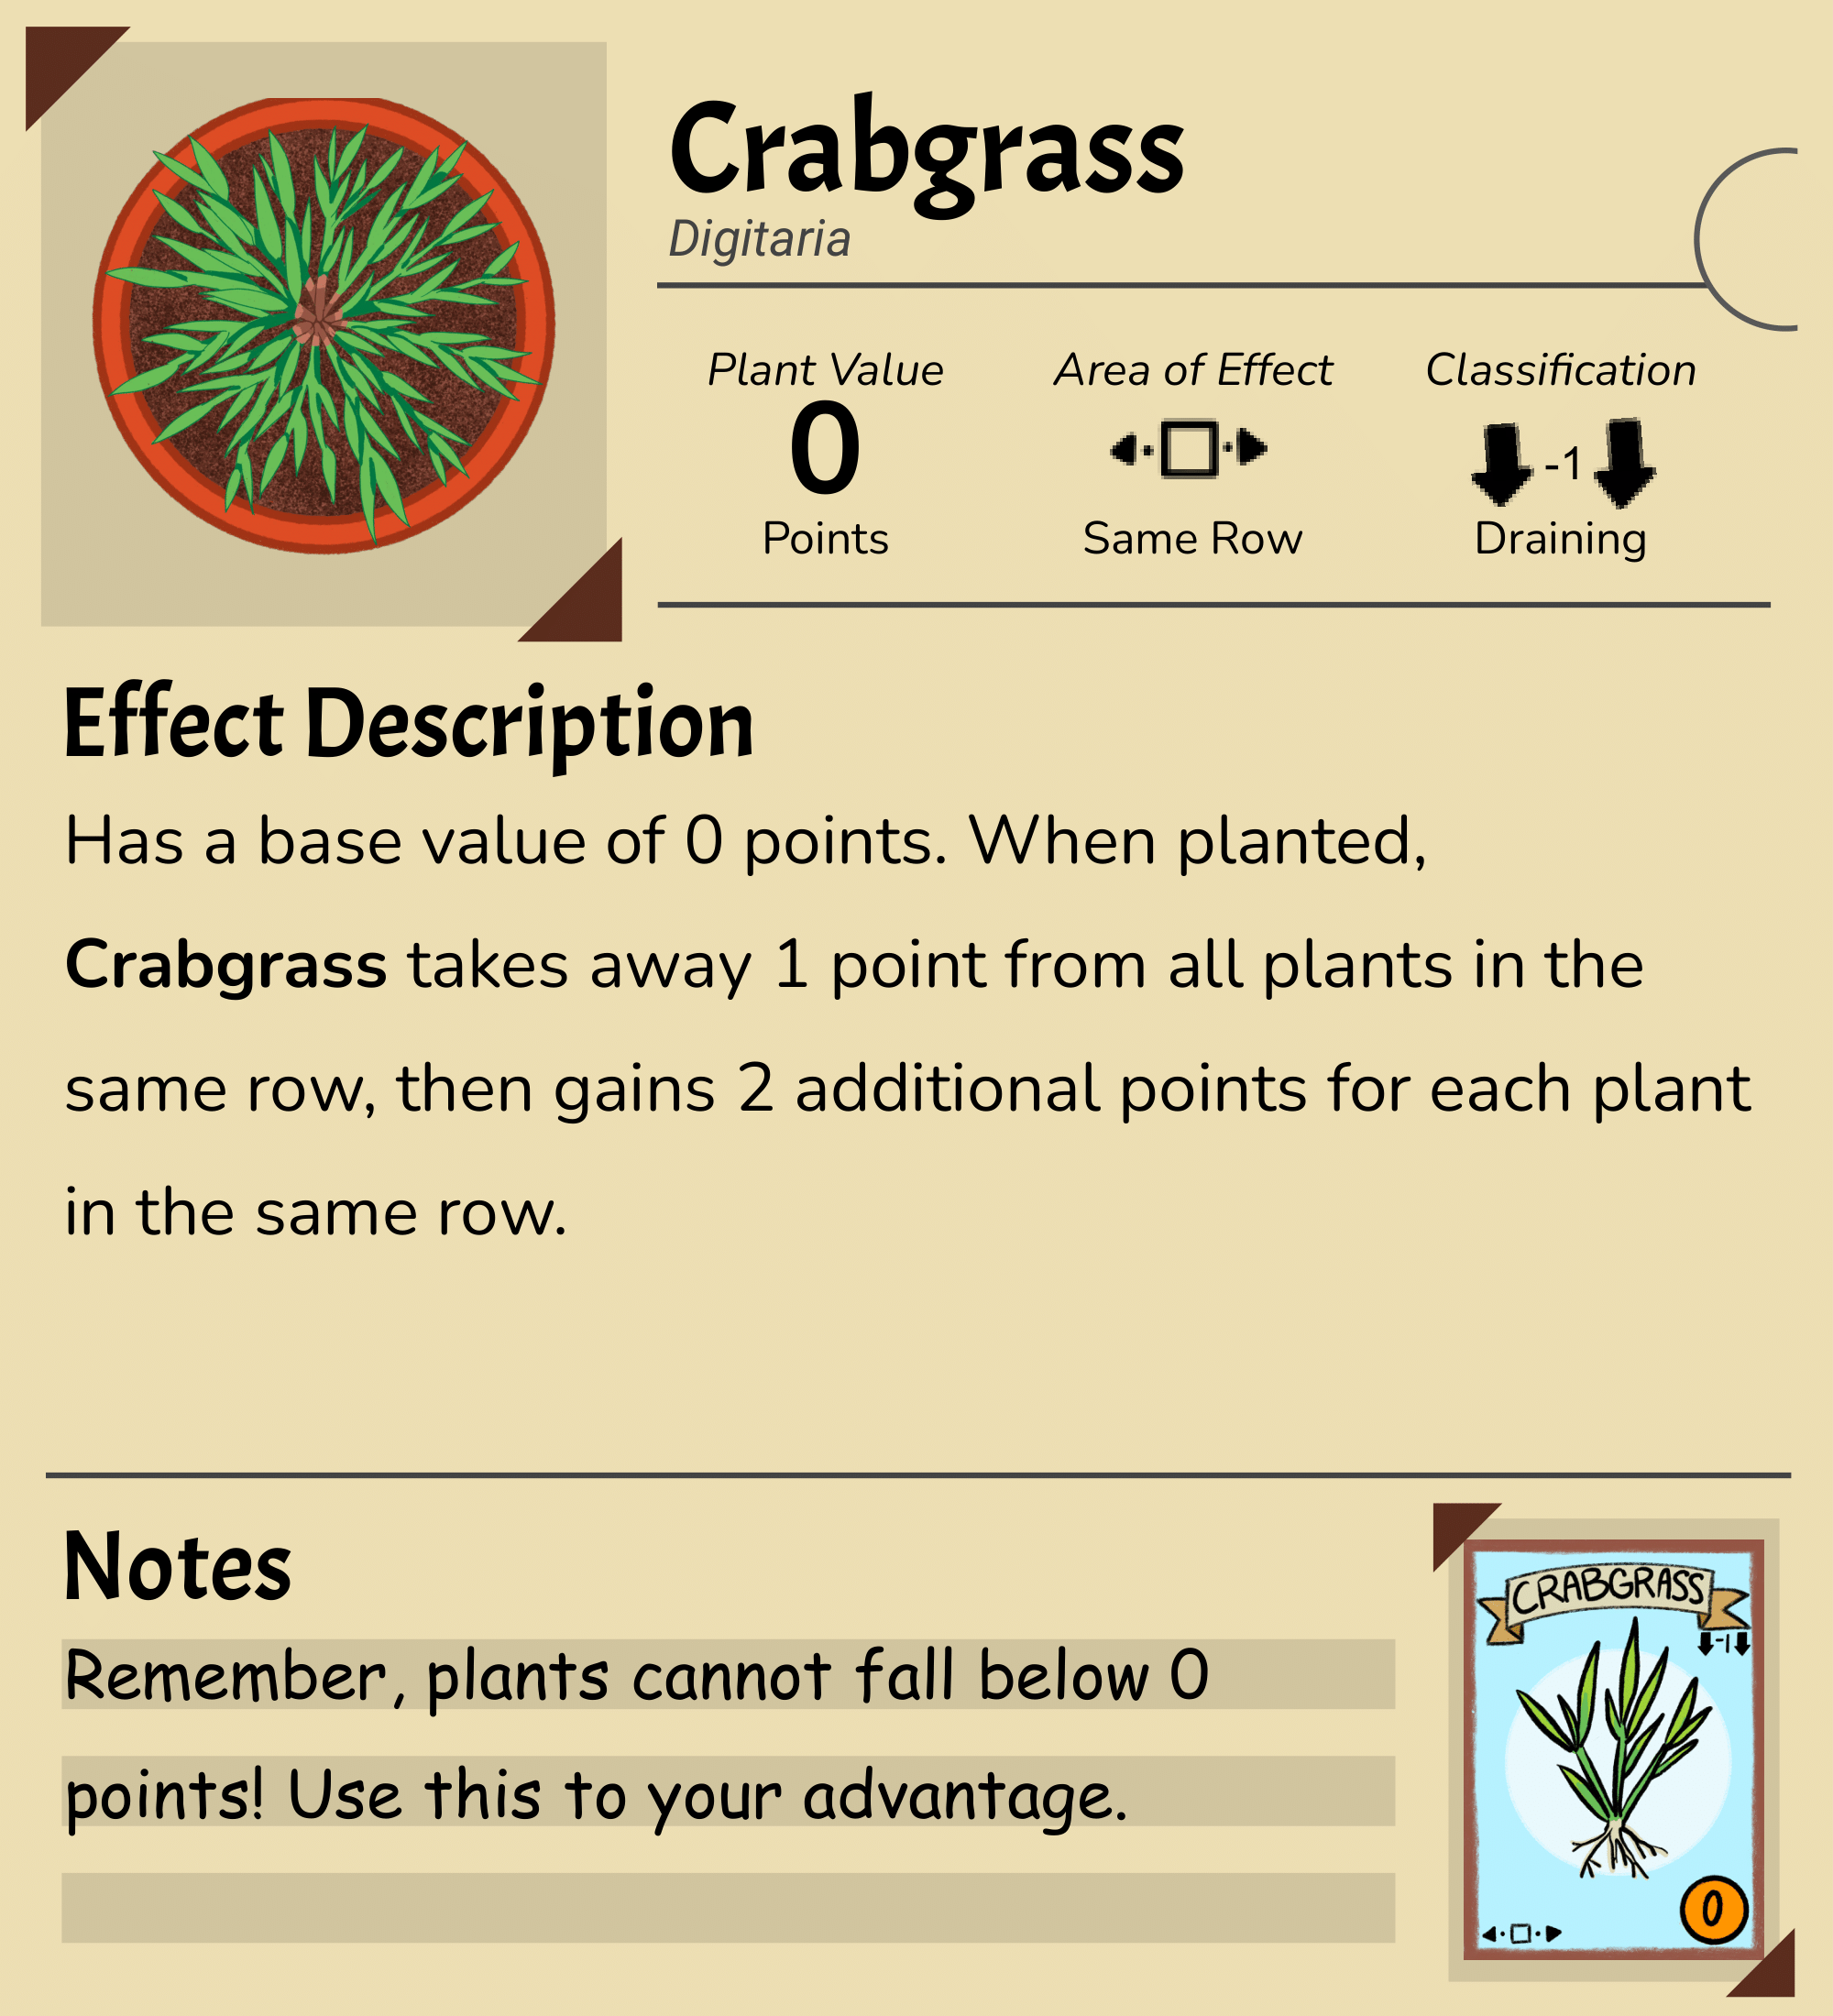 Crabgrass
Digitaria
Plant Value
Area of Effect
Classification
0
-1
Points
Same Row
Draining
Effect Description
Has a base value of 0 points. When planted,
Crabgrass takes away 1 point from all plants in the
same row, then gains 2 additional points for each plant
in the same row.
Notes
Remember, plants cannot fall below 0
points! Use this to your advantage.
CRABGRASS
-1
0